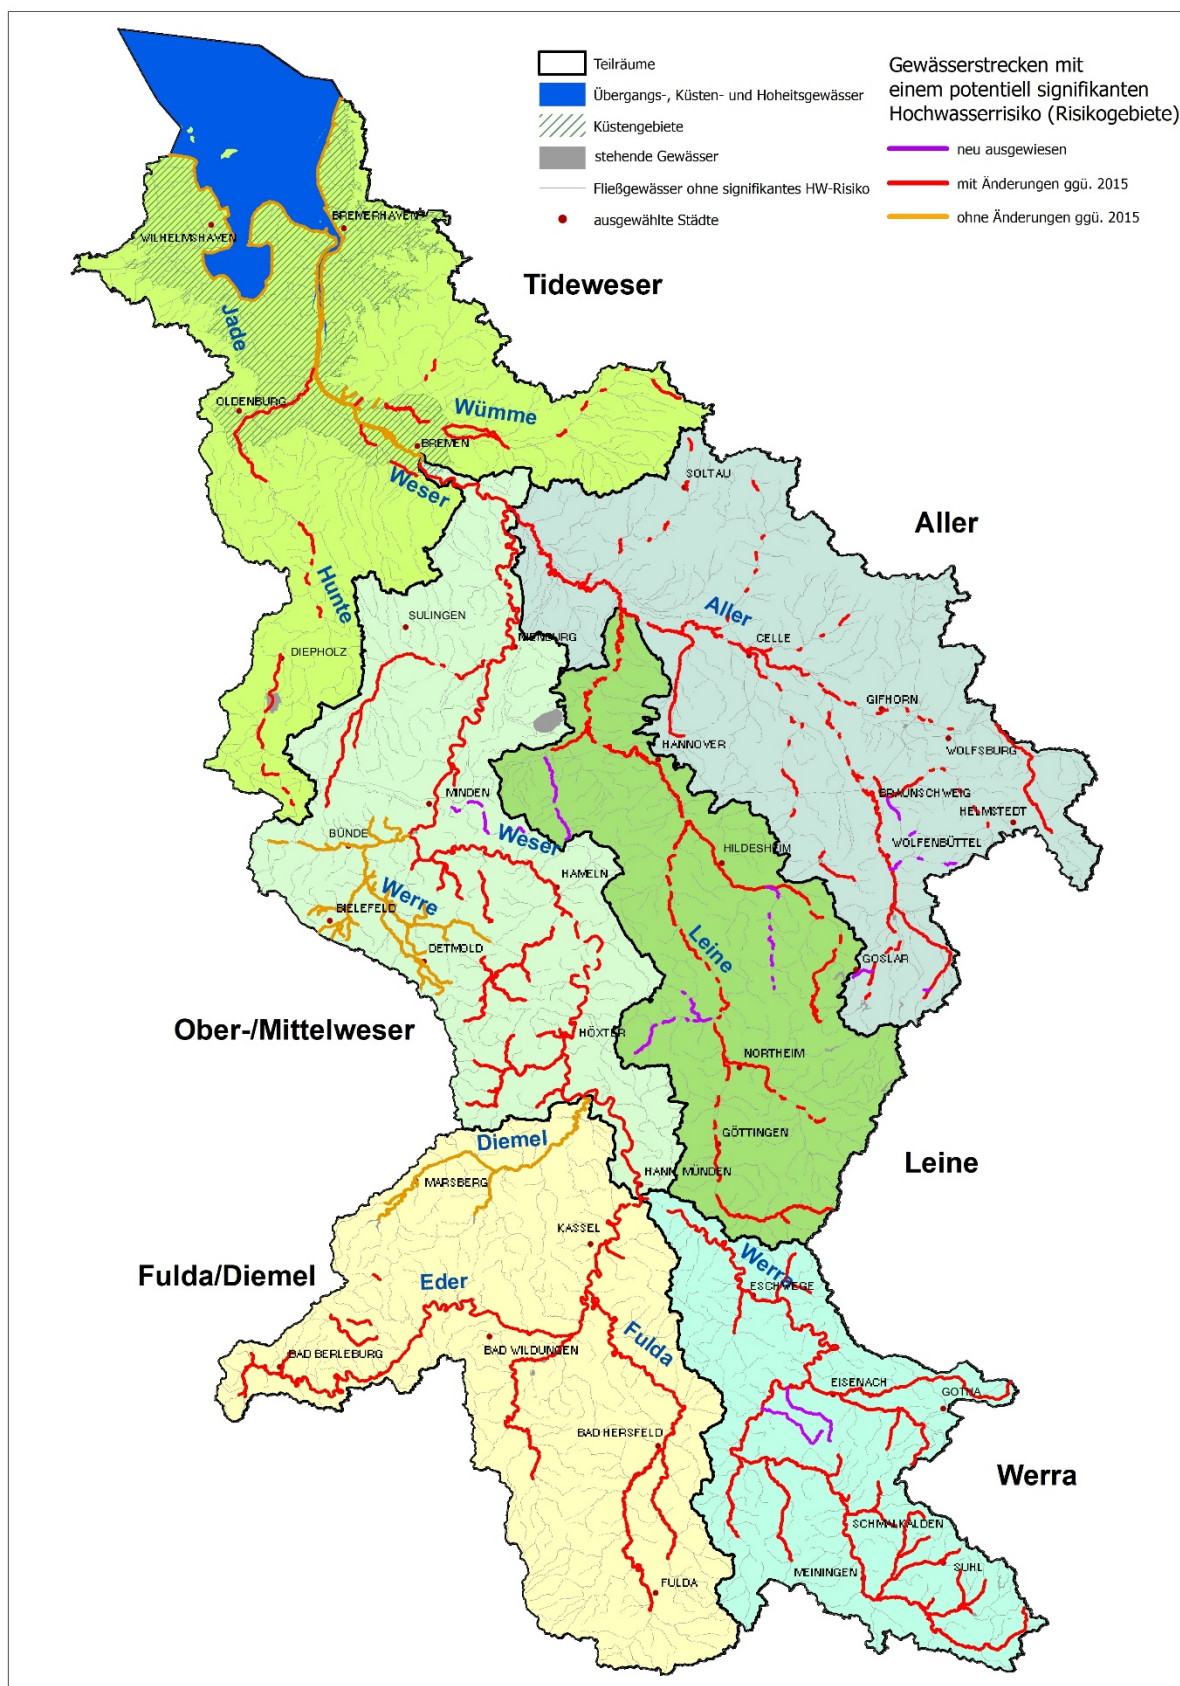 Teilräume
Übergangs-, Küsten- und Hoheitsgewässer
Küstengebiete
stehende Gewässer
Fließgewässer ohne signifikantes HW-Risiko
ausgewählte Städte
Gewässerstrecken mit
einem potentiell signifikanten
Hochwasserrisiko (Risikogebiete)
neu ausgewiesen
mit Änderungen ggü. 2015
ohne Änderungen ggü. 2015
BREMERHAVEN
WILHELMSHAVEN
Tideweser
Jade
OLDENBURG
Wümme
BREMEN
Weser
SOLTAU
Aller
Hunte
Aller
SULINGEN
NIENBURG
CELLE
DIEPHOLZ
GIFHORN
HANNOVER
WOLFSBURG
MINDEN
BRAUNSCHWEIG
HELMSTEDT
BÜNDE
Weser
WOLFENBÜTTEL
HILDESHEIM
HAMELN
Werre
BIELEFELD
DETMOLD
Leine
GOSLAR
Ober-/Mittelweser
HÖXTER
NORTHEIM
GÖTTINGEN
Diemel
Leine
MARSBERG
HANN. MÜNDEN
KASSEL
Werra
Fulda/Diemel
Eder
ESCHWEGE
Fulda
BAD BERLEBURG
BAD WILDUNGEN
EISENACH
GOTHA
BAD HERSFELD
Werra
SCHMALKALDEN
MEININGEN
SUHL
FULDA